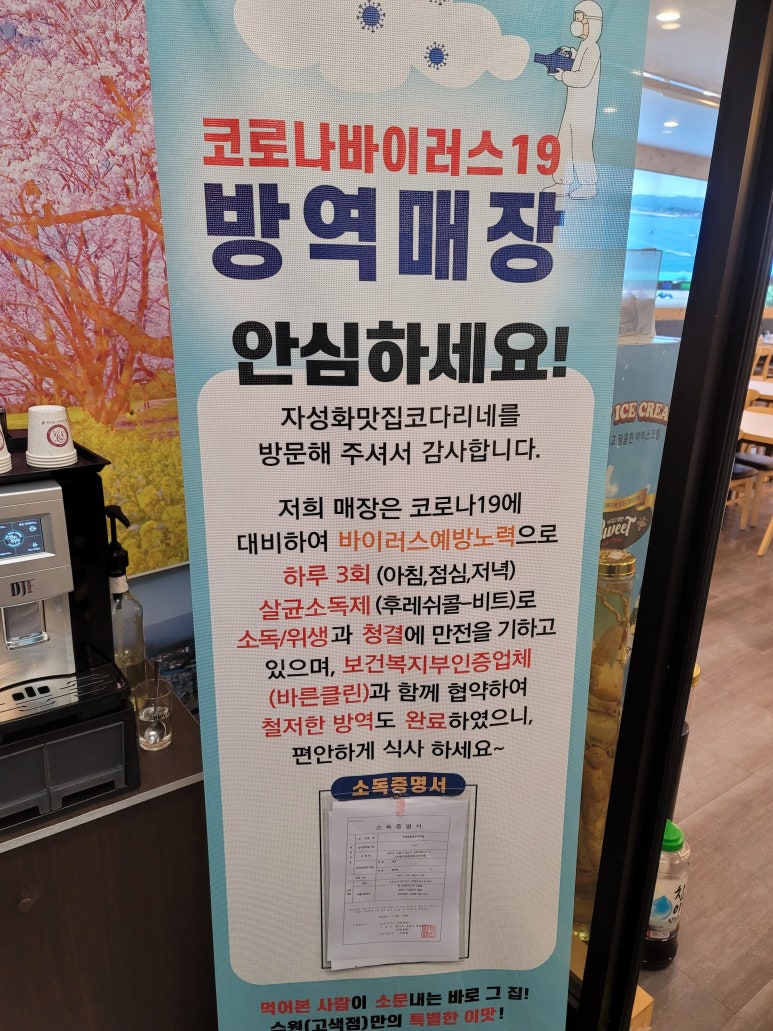 코로나바이러스19
방역매장
안심하세요!
자성화맛집코다리네를
방문해 주셔서 감사합니다.
저희 매장은 코로나19에
대비하여 바이러스예방노력으로
하루 3회 (아침,점심,저녁)
살균소독제 (후레쉬콜-비트)로
소독/위생과 청결에 만전을 기하고
있으며, 보건복지부인증업체
(바른클린)과 함께 협약하여
철저한 방역도 완료하였으니,
편안하게 식사 하세요~
소독증명서
소 독 증 명 서
먹어본 사람이 소문내는 바로 그 집!
수원(고색점)만의 특별한 이맛!
ICE CREA
Sweet